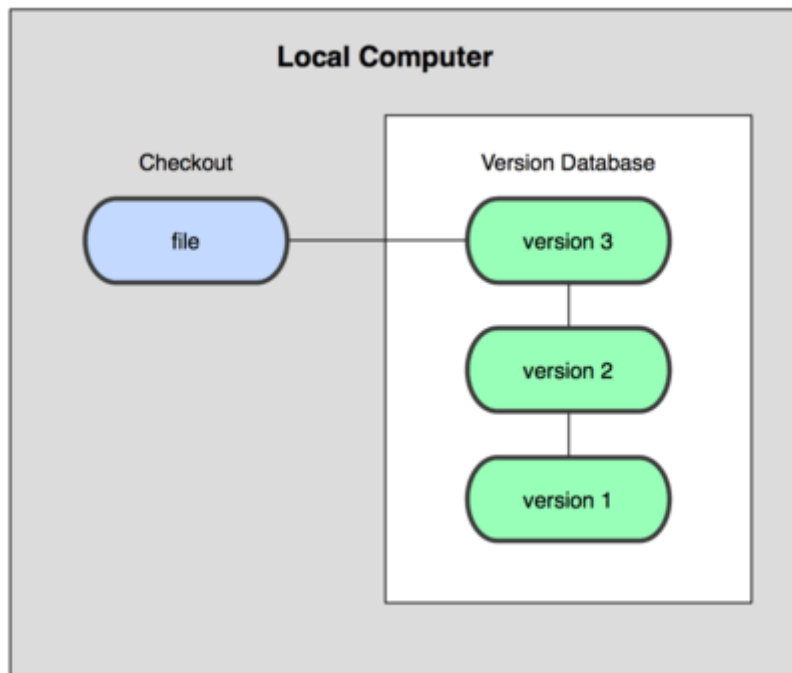 Local Computer
Checkout
Version Database
file
version 3
version 2
version 1